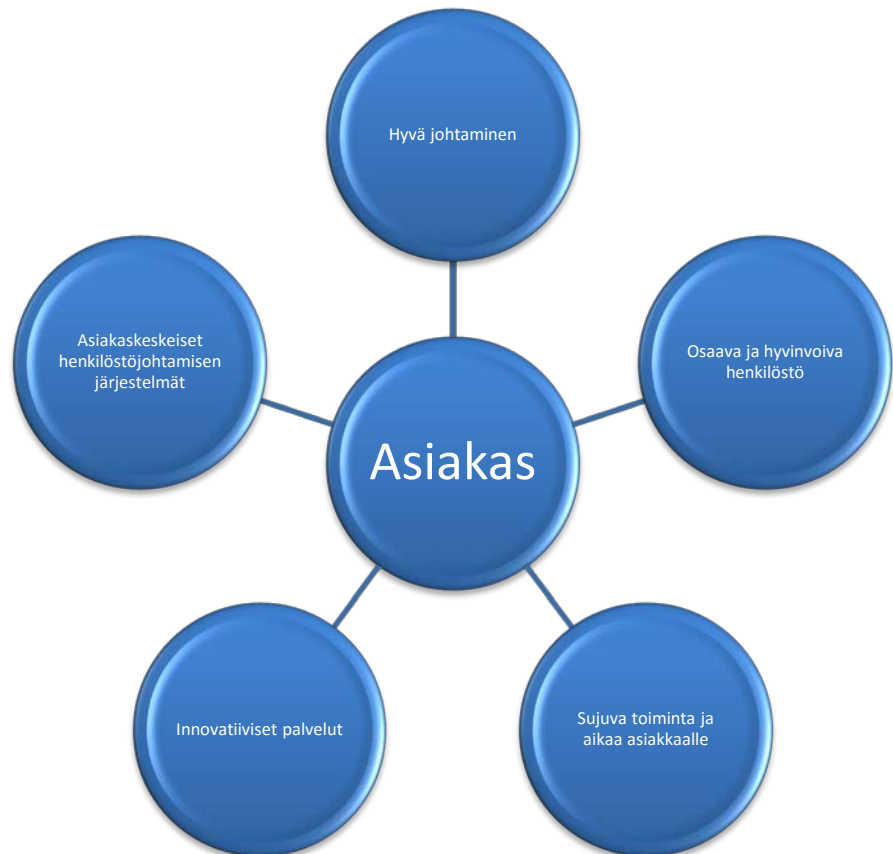 Hyvä johtaminen
Asiakaskeskeiset
henkilöstöjohtamisen
järjestelmät
Osaava ja hyvinvoiva
henkilöstö
Asiakas
Innovatiiviset palvelut
Sujuva toiminta ja
aikaa asiakkaalle